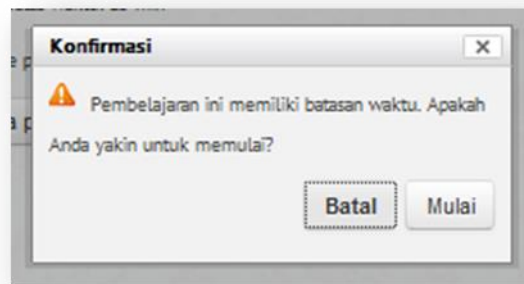 Konfirmasi
Pembelajaran ini memiliki batasan waktu. Apakah
Anda yakin untuk memulai?
Batal Mulai